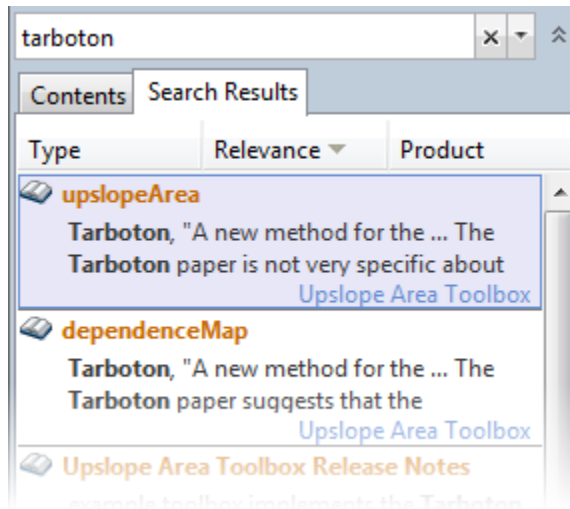 tarboton
Contents Search Results
Type Relevance Product
upslopeArea
Tarboton, "A new method for the ... The
Tarboton paper is not very specific about
Upslope Area Toolbox
dependenceMap
Tarboton, "A new method for the ... The
Tarboton paper suggests that the
Upslope Area Toolbox
Upslope Area Toolbox Release Notes
example toolbox implements the Tarboton